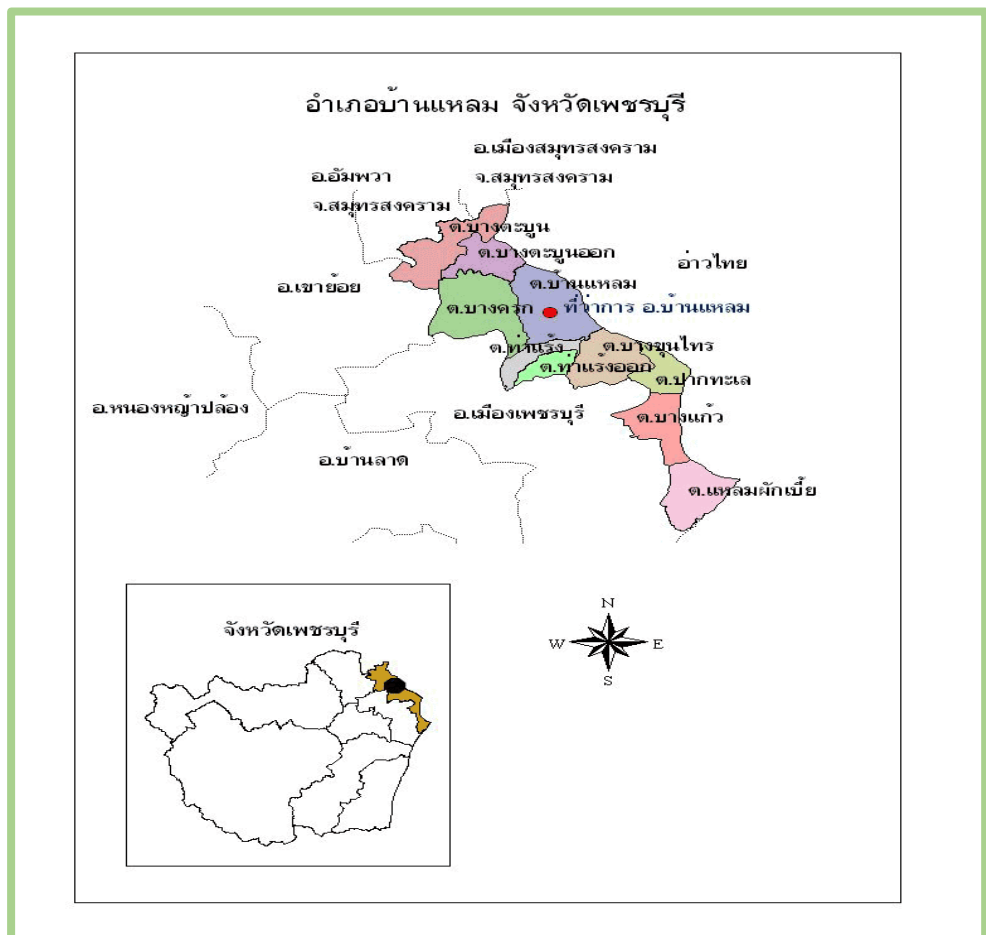 อำเภอบ้านแหลม จังหวัดเพชรบุรี
อ.เมืองสมุทรสงคราม
จ.สมุทรสงคราม
อ.อัมพวา
จ.สมุทรสงคราม
ต.บางตะบูน
ต.บางตะบูนออก
อ่าวไทย
ต.บ้านแหลม
อ.เขาย้อย
ต.บางครก
ที่ว่าการ อ.บ้านแหลม
ต.ท่าแร้ง
ต.บางขุนไทร
ต.ท่าแร้งออก
ต.ปากทะเล
อ.หนองหญ้าปล้อง
อ.เมืองเพชรบุรี
ต.บางแก้ว
อ.บ้านลาด
ต.แหลมผักเบี้ย
จังหวัดเพชรบุรี
N
W E
S